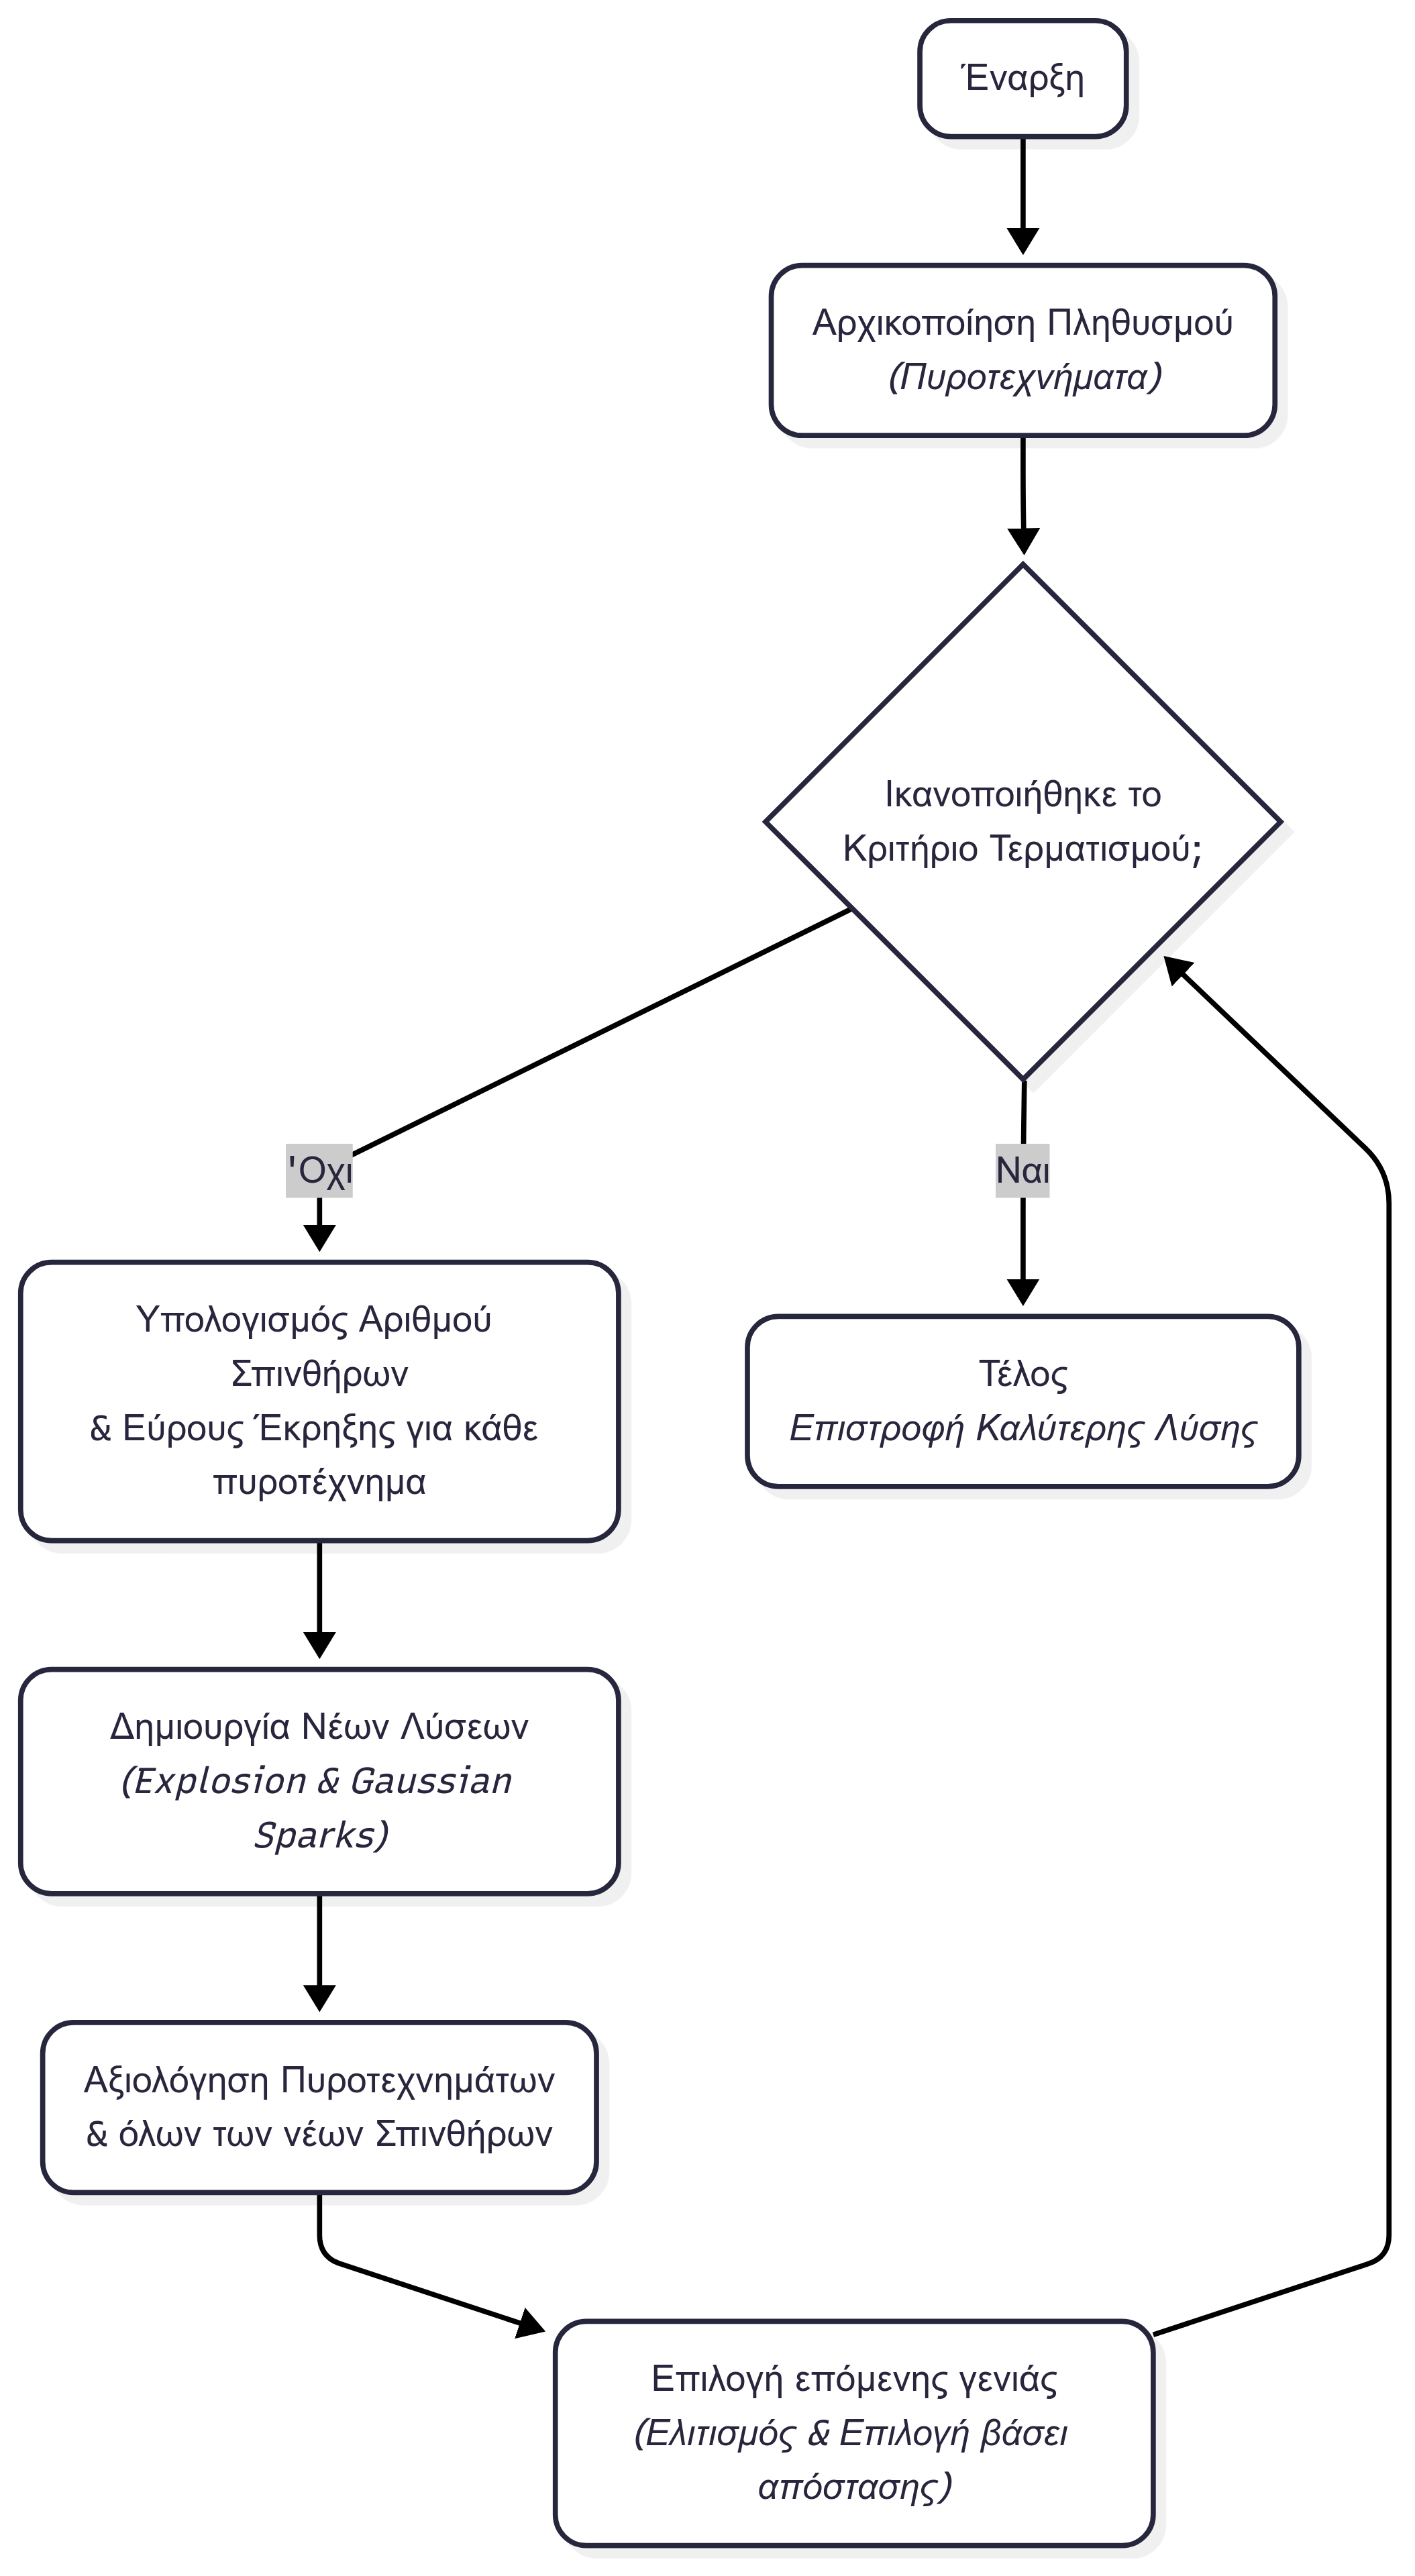 Έναρξη
Αρχικοποίηση Πληθυσμού
(Πυροτεχνήματα)
Ικανοποιήθηκε το
Κριτήριο Τερματισμού;
'Οχι
Ναι
Υπολογισμός Αριθμού
Σπινθήρων
& Εύρους Έκρηξης για κάθε
πυροτέχνημα
Τέλος
Επιστροφή Καλύτερης Λύσης
Δημιουργία Νέων Λύσεων
(Explosion & Gaussian
Sparks)
Αξιολόγηση Πυροτεχνημάτων
& όλων των νέων Σπινθήρων
Επιλογή επόμενης γενιάς
(Ελιτισμός & Επιλογή βάσει
απόστασης)